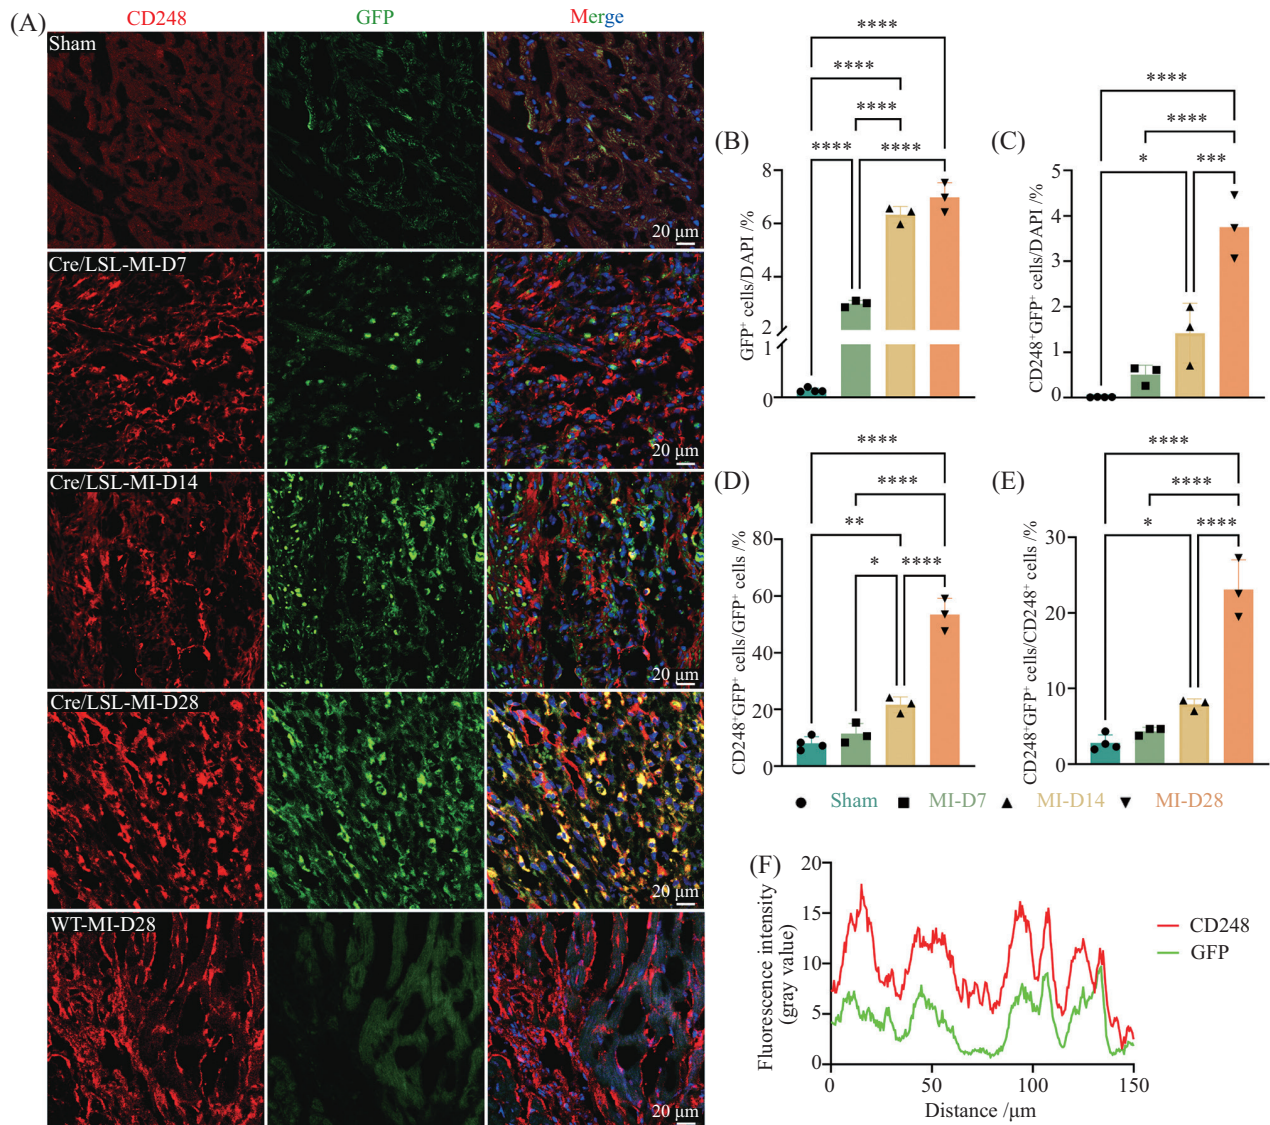 (A)
CD248
GFP
Merge
Sham
20 μm
Cre/LSL-MI-D7
20 μm
Cre/LSL-MI-D14
20 μm
Cre/LSL-MI-D28
20 μm
WT-MI-D28
20 μm
(B)
GFP⁺ cells/DAPI /%
8
6
4
2
1
0
****
****
****
**** ****
(C)
CD248⁺GFP⁺ cells/DAPI /%
5
4
3
2
1
0
****
****
* ***
(D)
CD248⁺GFP⁺ cells/GFP⁺ cells /%
80
60
40
20
0
****
****
**
* ****
(E)
CD248⁺GFP⁺ cells/CD248⁺ cells /%
30
20
10
0
****
****
* ****
Sham MI-D7 MI-D14 MI-D28
(F)
Fluorescence intensity
(gray value)
20
15
10
5
0
0 50 100 150
Distance /μm
CD248
GFP